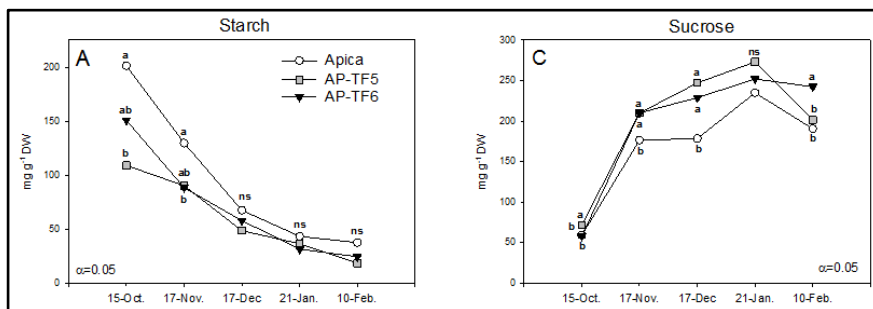 Starch
A
Apica
AP-TF5
AP-TF6
mg g⁻¹ DW
200
150
100
50
0
a
ab
b
a
ab
b
ns
ns
ns
α=0.05
15-Oct.
17-Nov.
17-Dec
21-Jan.
10-Feb.
Sucrose
C
mg g⁻¹ DW
300
250
200
150
100
50
0
a
b
b
a
a
b
a
a
b
ns
a
b
b
α=0.05
15-Oct.
17-Nov.
17-Dec
21-Jan.
10-Feb.